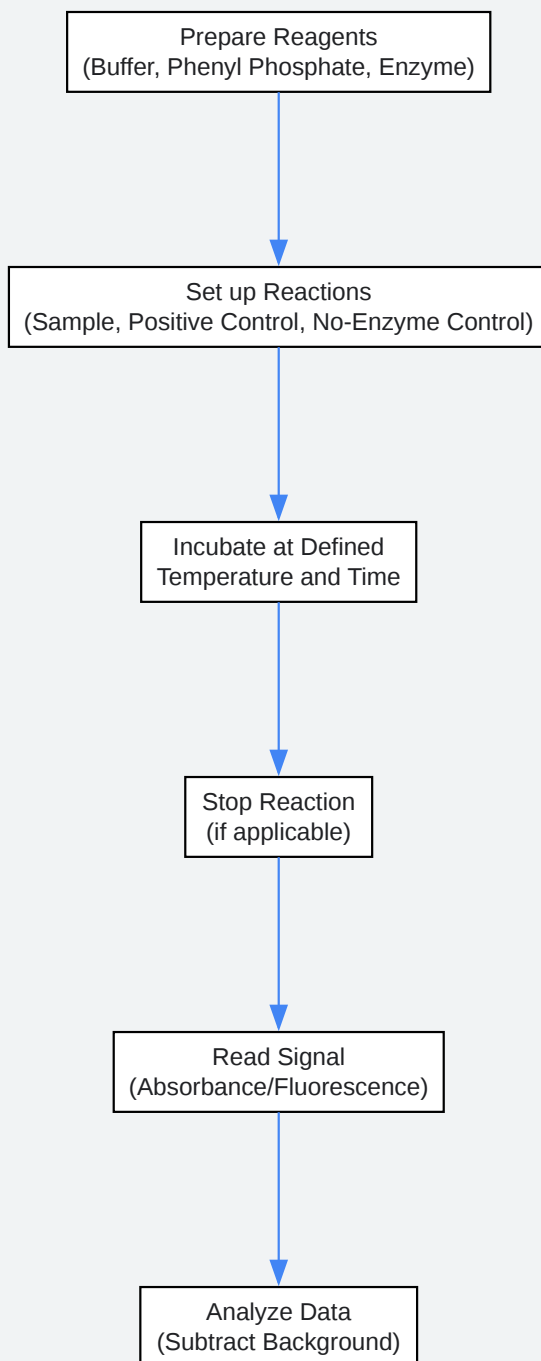 Prepare Reagents
(Buffer, Phenyl Phosphate, Enzyme)
Set up Reactions
(Sample, Positive Control, No-Enzyme Control)
Incubate at Defined
Temperature and Time
Stop Reaction
(if applicable)
Read Signal
(Absorbance/Fluorescence)
Analyze Data
(Subtract Background)